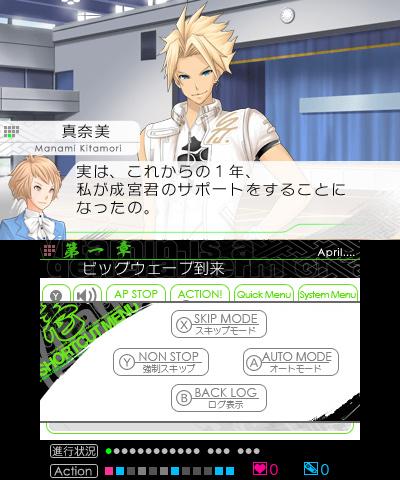 真奈美
Manami Kitamori
実は、これからの１年、
私が成宮君のサポートをすることに
なったの。
第一章
April....
ビッグウェーブ到来
Y
AP STOP
ACTION!
Quick Menu
System Menu
SHORTCUT MENU
X SKIP MODE
スキップモード
Y NON STOP
強制スキップ
A AUTO MODE
オートモード
B BACK LOG
ログ表示
進行状況
Action
0
0